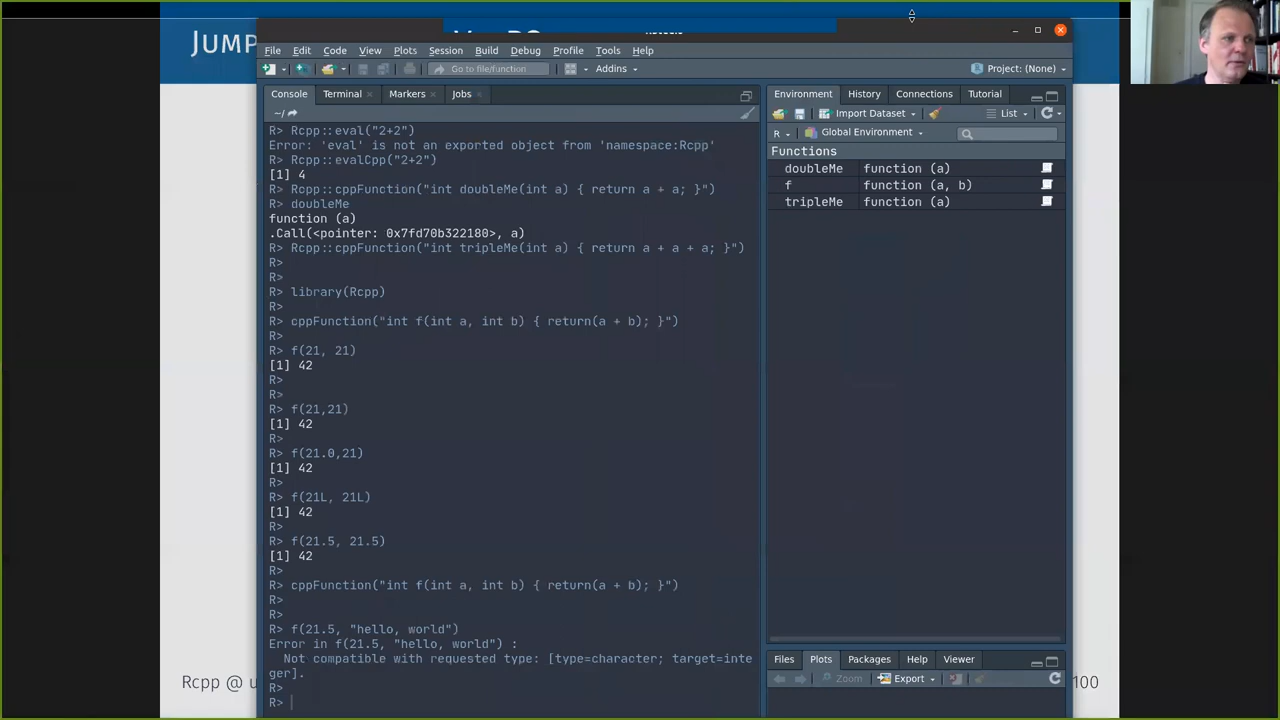 JUMP
File Edit Code View Plots Session Build Debug Profile Tools Help
Go to file/function
Addins
Project: (None)
Console Terminal Markers Jobs
~/
R> Rcpp::eval("2+2")
Error: 'eval' is not an exported object from 'namespace:Rcpp'
R> Rcpp::evalCpp("2+2")
[1] 4
R> Rcpp::cppFunction("int doubleMe(int a) { return a + a; }")
R> doubleMe
function (a)
.Call(<pointer: 0x7fd70b322180>, a)
R> Rcpp::cppFunction("int tripleMe(int a) { return a + a + a; }")
R>
R>
R> library(Rcpp)
R>
R> cppFunction("int f(int a, int b) { return(a + b); }")
R>
R> f(21, 21)
[1] 42
R>
R>
R> f(21,21)
[1] 42
R>
R> f(21.0,21)
[1] 42
R>
R> f(21L, 21L)
[1] 42
R>
R> f(21.5, 21.5)
[1] 42
R>
R> cppFunction("int f(int a, int b) { return(a + b); }")
R>
R>
R> f(21.5, "hello, world")
Error in f(21.5, "hello, world") :
Not compatible with requested type: [type=character; target=inte
ger].
R>
R>
Environment History Connections Tutorial
Import Dataset
List
R
Global Environment
Functions
doubleMe function (a)
f function (a, b)
tripleMe function (a)
Files Plots Packages Help Viewer
Zoom Export
Rcpp @ u
100